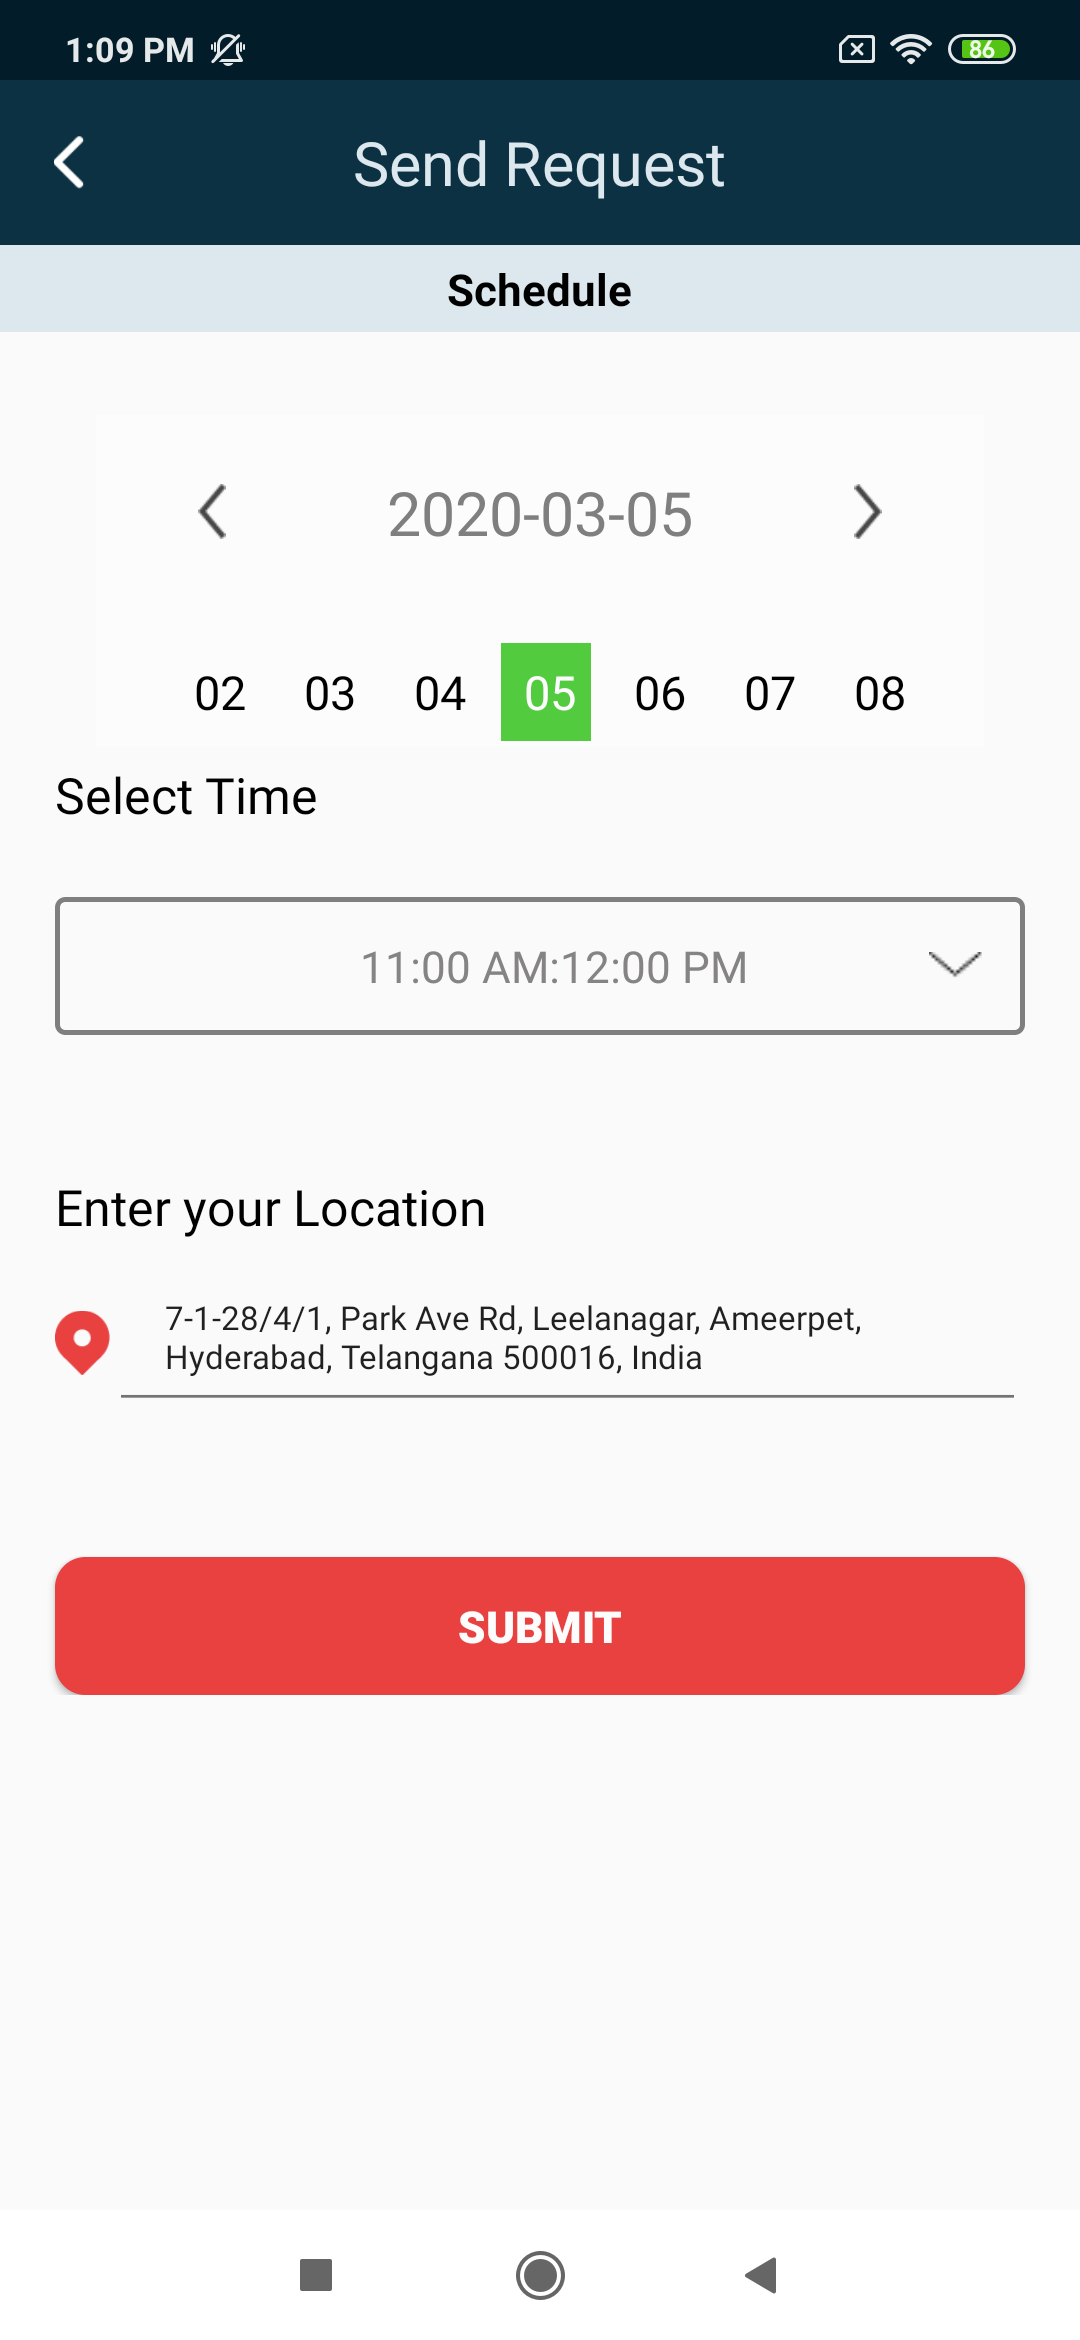 1:09 PM
86
Send Request
Schedule
2020-03-05
02 03 04 05 06 07 08
Select Time
11:00 AM:12:00 PM
Enter your Location
7-1-28/4/1, Park Ave Rd, Leelanagar, Ameerpet,
Hyderabad, Telangana 500016, India
SUBMIT